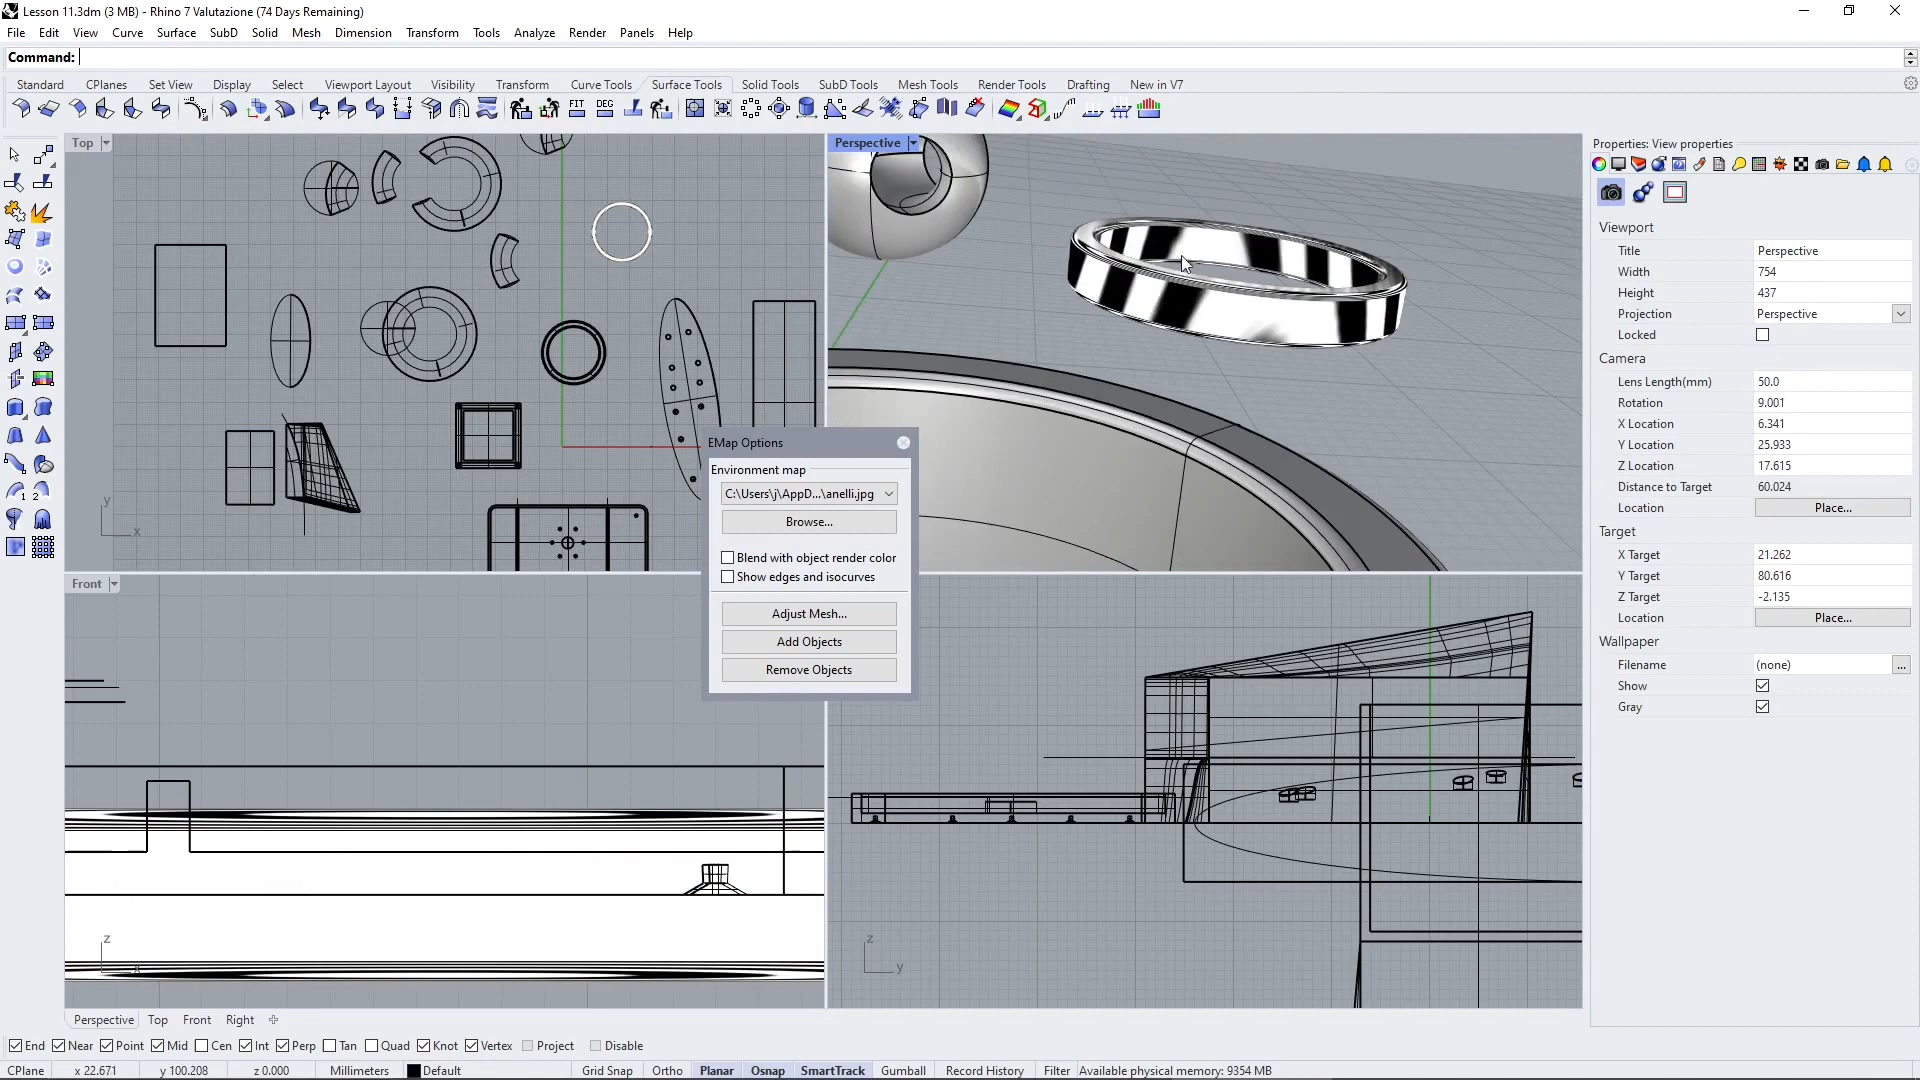 Lesson 11.3dm (3 MB) - Rhino 7 Valutazione (74 Days Remaining)
File Edit View Curve Surface SubD Solid Mesh Dimension Transform Tools Analyze Render Panels Help
Command:
Standard CPlanes Set View Display Select Viewport Layout Visibility Transform Curve Tools Surface Tools Solid Tools SubD Tools Mesh Tools Render Tools Drafting New in V7
FIT DEG
Top
Perspective
Properties: View properties
Viewport
Title Perspective
Width 754
Height 437
Projection Perspective
Locked
Camera
Lens Length(mm) 50.0
Rotation 9.001
X Location 6.341
Y Location 25.933
Z Location 17.615
Distance to Target 60.024
Location Place...
Target
X Target 21.262
Y Target 80.616
Z Target -2.135
Location Place...
Wallpaper
Filename (none) ...
Show
Gray
EMap Options
Environment map
C:\Users\j\AppD...\anelli.jpg
Browse...
Blend with object render color
Show edges and isocurves
Adjust Mesh...
Add Objects
Remove Objects
1 2
y
x
Front
z
x
z
y
Perspective Top Front Right
End Near Point Mid Cen Int Perp Tan Quad Knot Vertex Project Disable
CPlane x 22.671 y 100.208 z 0.000 Millimeters Default Grid Snap Ortho Planar Osnap SmartTrack Gumball Record History Filter Available physical memory: 9354 MB